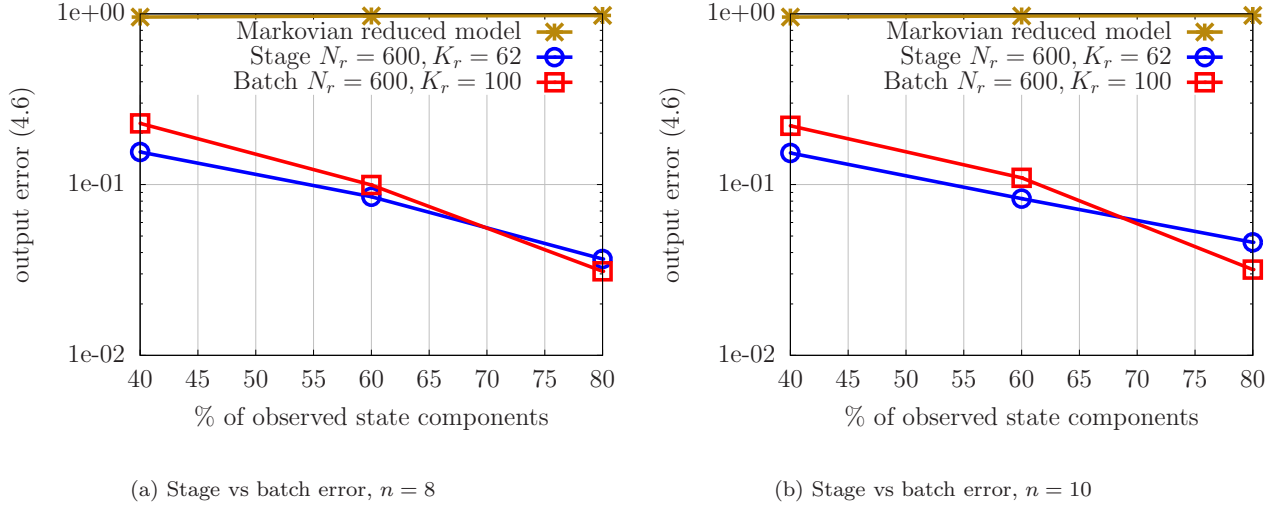 1e+00
1e-01
1e-02
output error (4.6)
Markovian reduced model
Stage N_r = 600, K_r = 62
Batch N_r = 600, K_r = 100
40 45 50 55 60 65 70 75 80
% of observed state components
(a) Stage vs batch error, n = 8
1e+00
1e-01
1e-02
output error (4.6)
Markovian reduced model
Stage N_r = 600, K_r = 62
Batch N_r = 600, K_r = 100
40 45 50 55 60 65 70 75 80
% of observed state components
(b) Stage vs batch error, n = 10